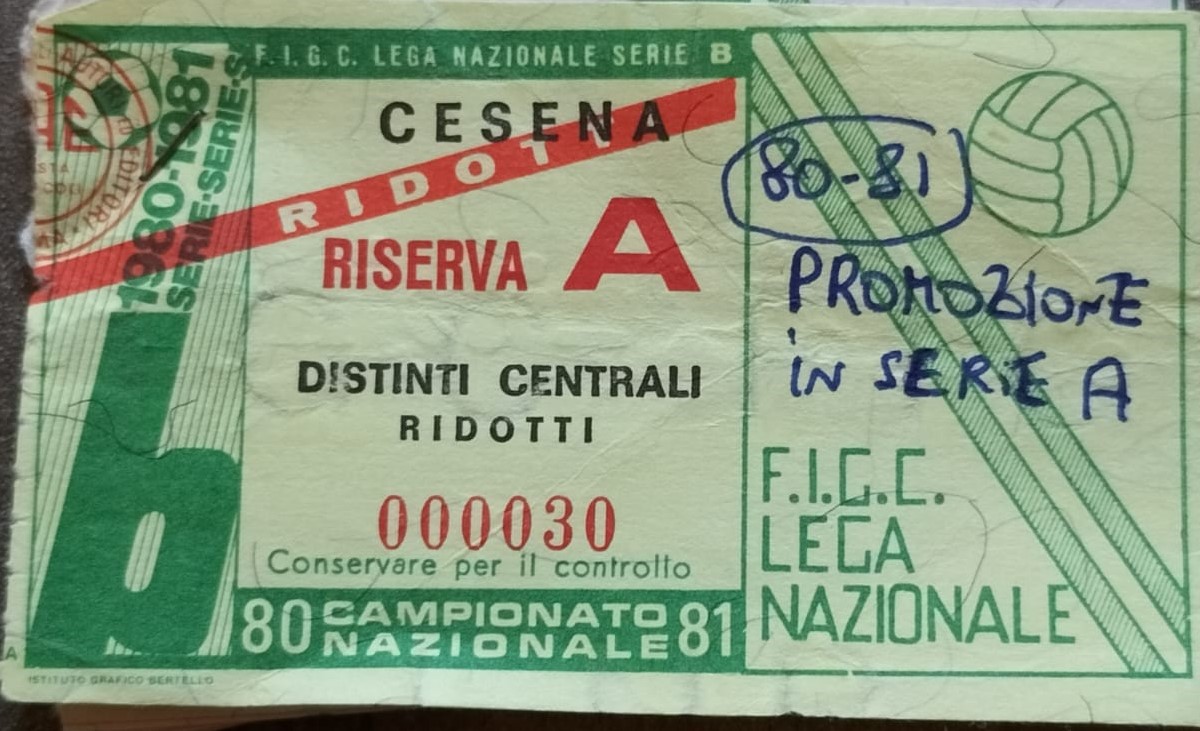 F.I.G.C. LEGA NAZIONALE SERIE B
1980-1981
SERIE-SERIE-S
CESENA
RIDOTTI
RISERVA A
DISTINTI CENTRALI
RIDOTTI
000030
Conservare per il controllo
80 CAMPIONATO NAZIONALE 81
b
ISTITUTO GRAFICO BERTELLO
A
80-81
PROMOZIONE
IN SERIE A
F.I.G.C.
LEGA
NAZIONALE